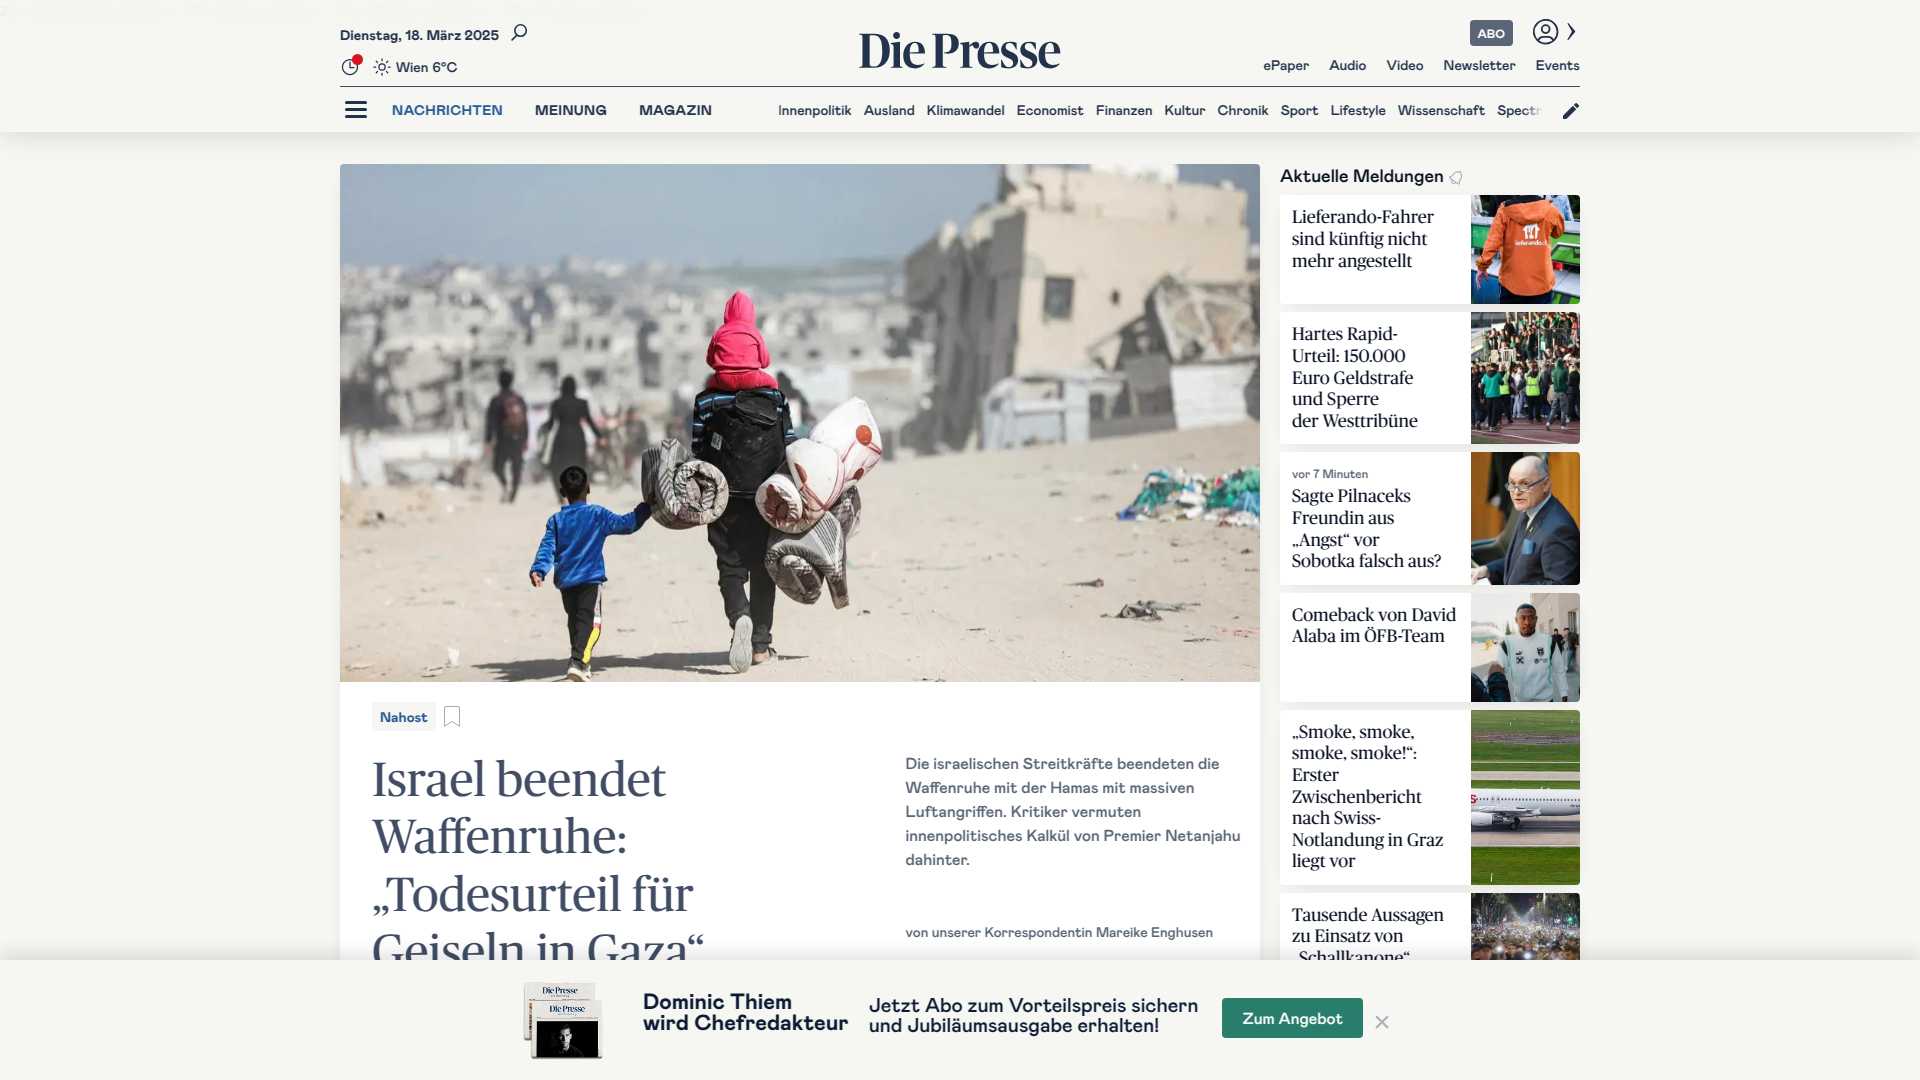 Dienstag, 18. März 2025
Wien 6°C
Die Presse
ABO
ePaper Audio Video Newsletter Events
NACHRICHTEN MEINUNG MAGAZIN
Innenpolitik Ausland Klimawandel Economist Finanzen Kultur Chronik Sport Lifestyle Wissenschaft
Nahost
Israel beendet
Waffenruhe:
„Todesurteil für
Geiseln in Gaza“
Die israelischen Streitkräfte beendeten die
Waffenruhe mit der Hamas mit massiven
Luftangriffen. Kritiker vermuten
innenpolitisches Kalkül von Premier Netanjahu
dahinter.
von unserer Korrespondentin Mareike Enghusen
Aktuelle Meldungen
Lieferando-Fahrer
sind künftig nicht
mehr angestellt
lieferando
Hartes Rapid-
Urteil: 150.000
Euro Geldstrafe
und Sperre
der Westtribüne
vor 7 Minuten
Sagte Pilnaceks
Freundin aus
„Angst“ vor
Sobotka falsch aus?
Comeback von David
Alaba im ÖFB-Team
„Smoke, smoke,
smoke, smoke!“:
Erster
Zwischenbericht
nach Swiss-
Notlandung in Graz
liegt vor
Tausende Aussagen
zu Einsatz von
„Schallkanone“
Die Presse
Die Presse
Dominic Thiem
wird Chefredakteur
Jetzt Abo zum Vorteilspreis sichern
und Jubiläumsausgabe erhalten!
Zum Angebot